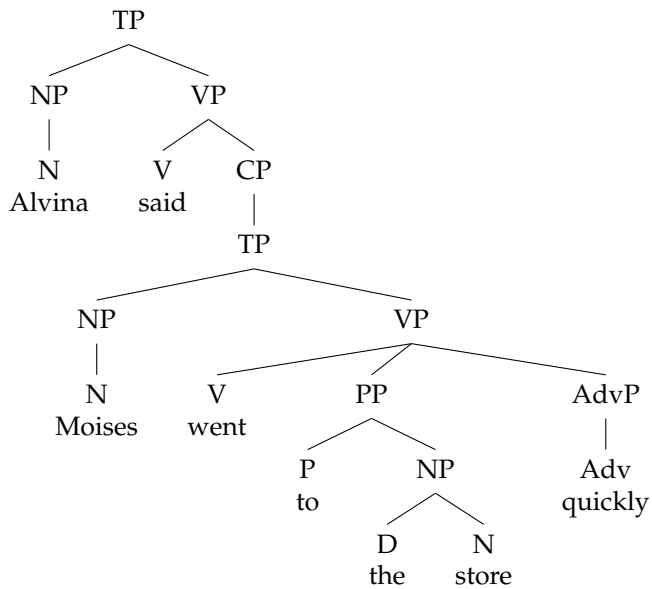 TP
NP VP
N V CP
Alvina said
TP
NP VP
N V PP AdvP
Moises went
P NP Adv
to quickly
D N
the store